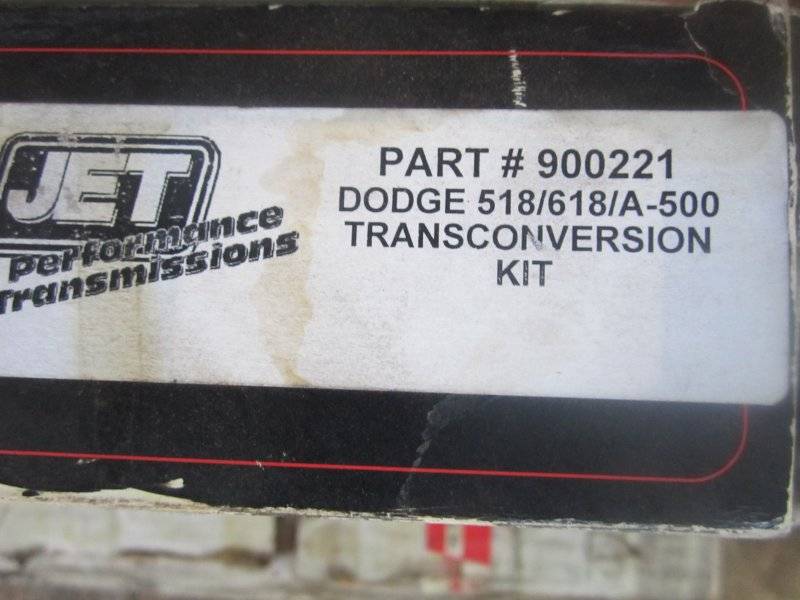 JET
Performance
Transmissions
PART # 900221
DODGE 518/618/A-500
TRANSCONVERSION
KIT